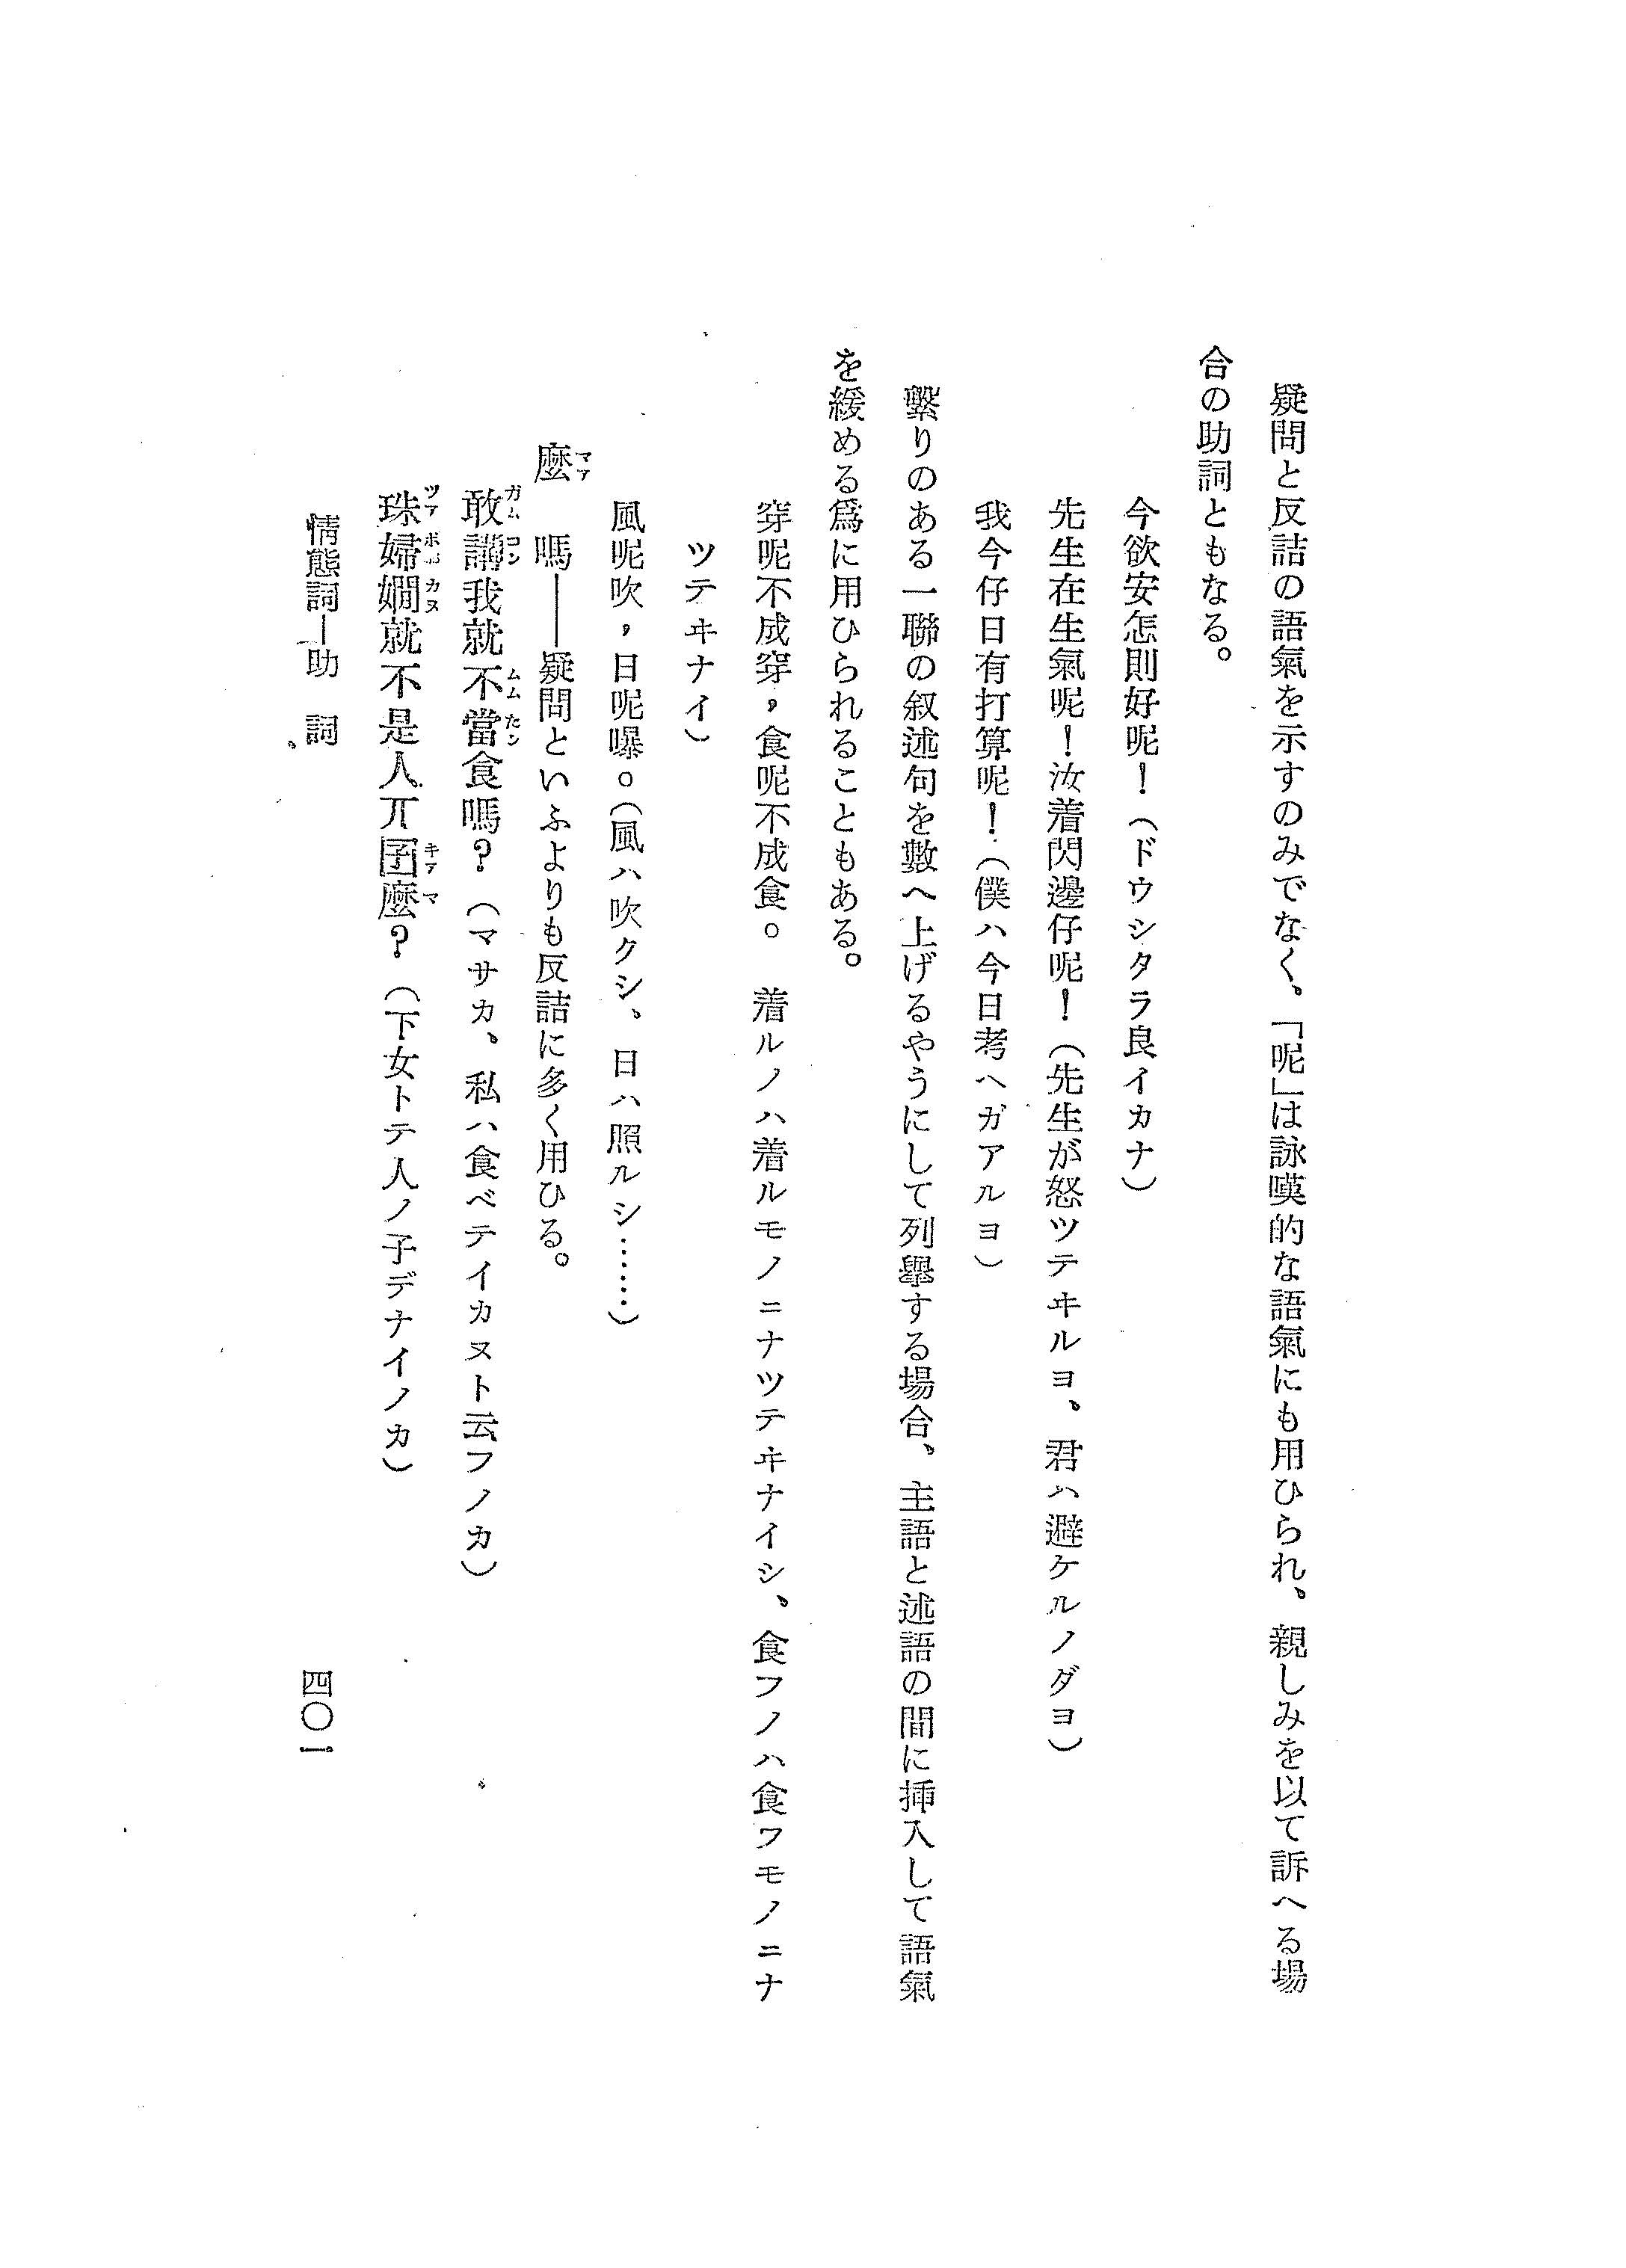 疑問と反詰の語氣を示すのみでなく、「呢」は詠嘆的な語氣にも用ひられ、親しみを以て訴へる場
合の助詞ともなる。
今欲安怎則好呢！（ドウシタラ良イカナ）
先生在生氣呢！汝着閃邊仔呢！（先生が怒ツテヰルヨ、君ハ避ケルノダヨ）
我今仔日有打算呢！（僕ハ今日考ヘガアルヨ）
繫りのある一聯の叙述句を數へ上げるやうにして列擧する場合、主語と述語の間に挿入して語氣
を緩める爲に用ひられることもある。
穿呢不成穿，食呢不成食。　着ルノハ着ルモノニナツテヰナイシ、食フノハ食フモノニナ
ツテヰナイ）
風呢吹，日呢曝。（風ハ吹クシ、日ハ照ルシ……）
麼　嗎――疑問といふよりも反詰に多く用ひる。
敢講我就不當食嗎？（マサカ、私ハ食ベテイカヌト云フノカ）
珠婦嫺就不是人丌囝麼？（下女トテ人ノ子デナイノカ）
情態詞―助　詞
四〇一